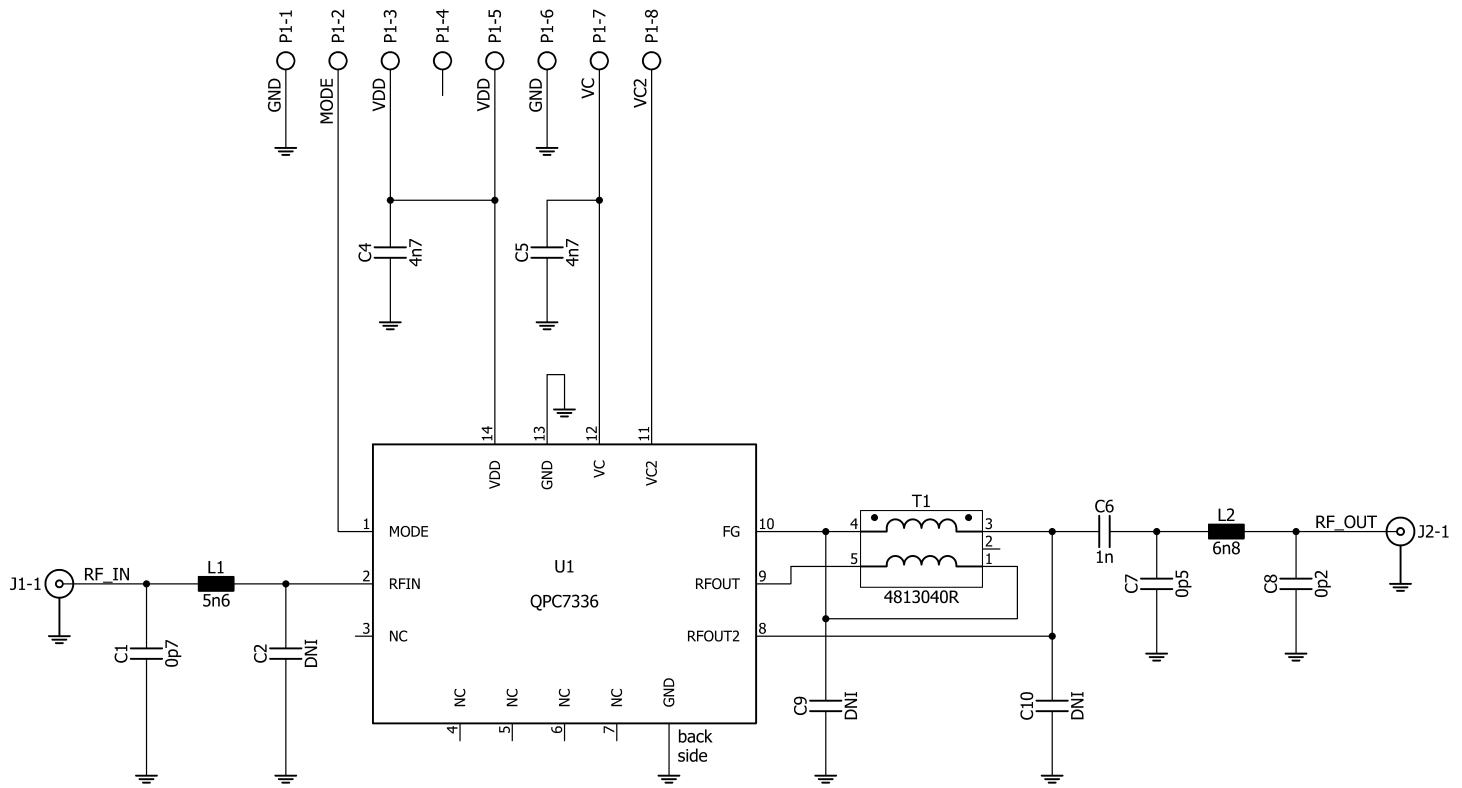 P1-1
P1-2
P1-3
P1-4
P1-5
P1-6
P1-7
P1-8
GND
MODE
VDD
VDD
GND
VC
VC2
C4
4n7
C5
4n7
14
13
12
11
VDD
GND
VC
VC2
1
MODE
FG
10
T1
4
3
2
5
1
4813040R
C6
1n
L2
6n8
RF_OUT
J2-1
C7
0p5
C8
0p2
J1-1
RF_IN
L1
5n6
2
RFIN
U1
QPC7336
RFOUT
9
3
NC
RFOUT2
8
C1
0p7
C2
DNI
NC
NC
NC
NC
GND
4
5
6
7
back
side
C9
DNI
C10
DNI